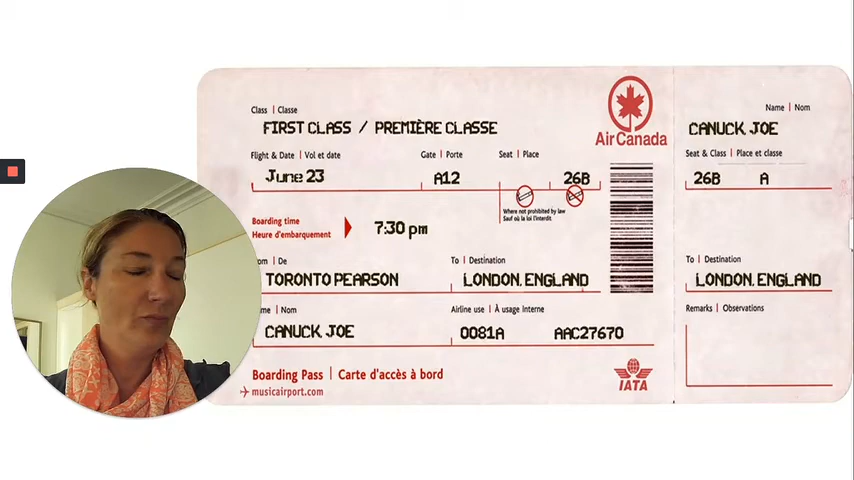 Class | Classe
FIRST CLASS / PREMIÈRE CLASSE
Flight & Date | Vol et date
Gate | Porte
Seat | Place
June 23
A12
26B
Where not prohibited by law
Sauf où la loi l'interdit
Boarding time
Heure d'embarquement
7:30 pm
De
To | Destination
TORONTO PEARSON
LONDON, ENGLAND
Nom
Airline use | À usage interne
CANUCK, JOE
0081A
AAC27670
Boarding Pass | Carte d'accès à bord
musicairport.com
Air Canada
IATA
Name | Nom
CANUCK, JOE
Seat & Class | Place et classe
26B A
To | Destination
LONDON, ENGLAND
Remarks | Observations